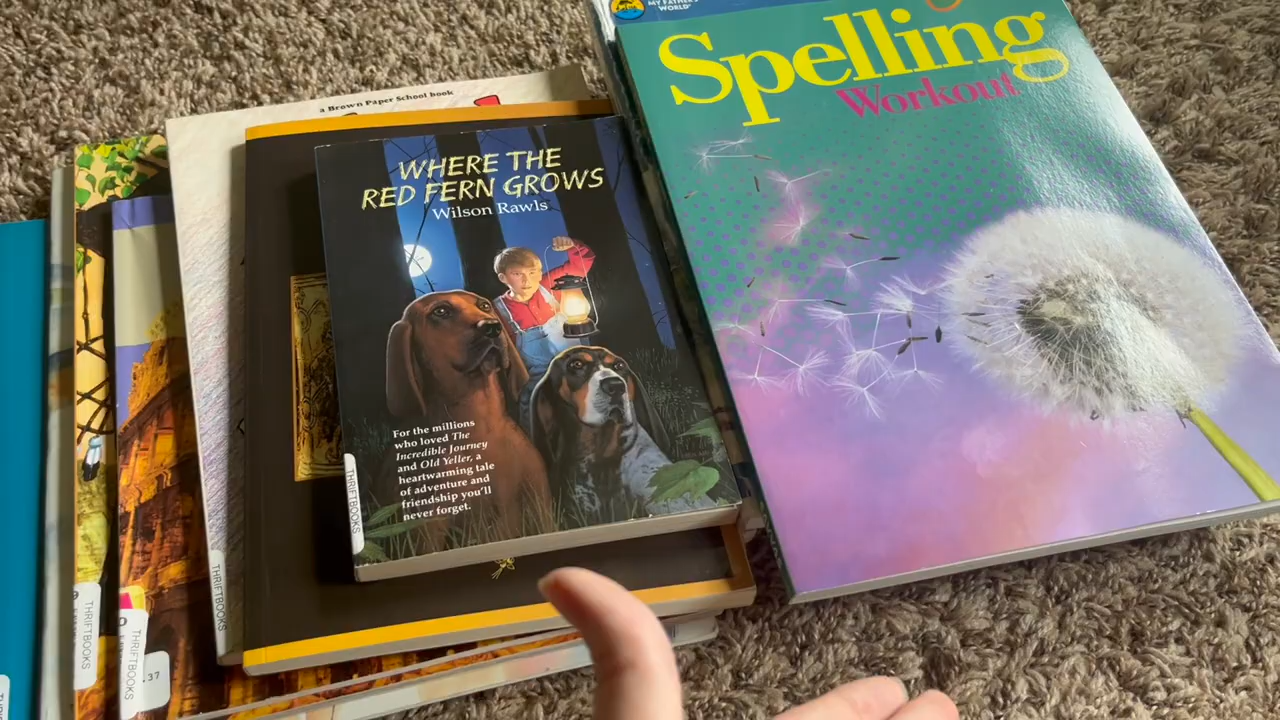 MY FATHER'S
WORLD
Spelling
Workout
a Brown Paper School book
WHERE THE
RED FERN GROWS
Wilson Rawls
For the millions
who loved The
Incredible Journey
and Old Yeller, a
heartwarming tale
of adventure and
friendship you'll
never forget.
THRIFTBOOKS
THRIFTBOOKS
THRIFTBOOKS
THRIFTBOOKS
.37